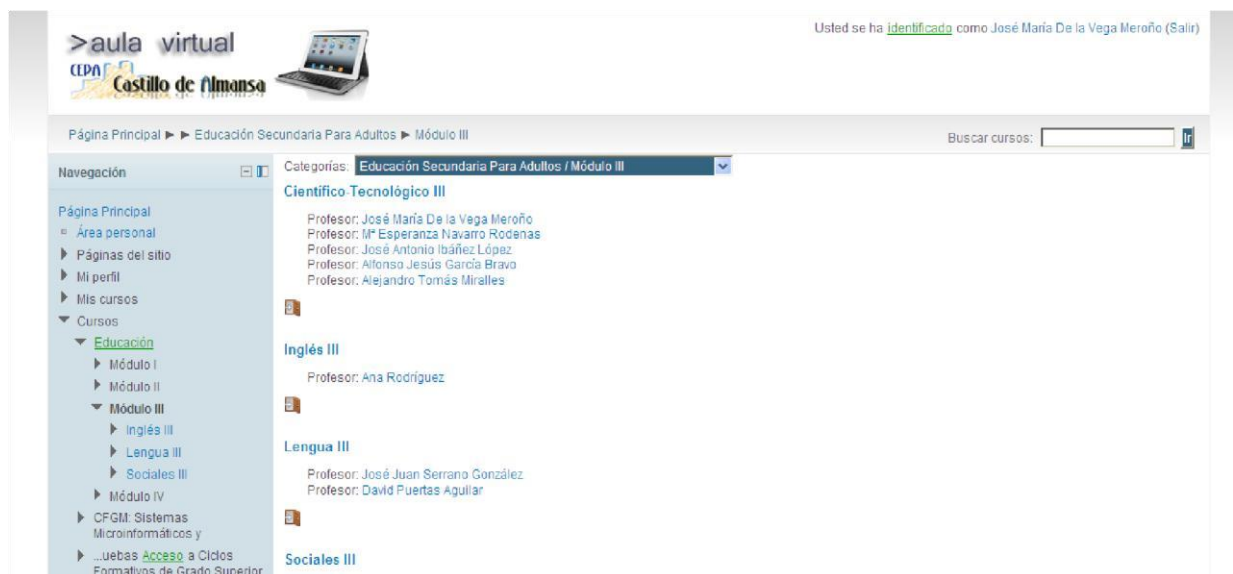 >aula virtual
CEPA
Castillo de Almansa
Usted se ha identificado como José María De la Vega Meroño (Salir)
Página Principal ► ► Educación Secundaria Para Adultos ► Módulo III
Buscar cursos:
Ir
Navegación
Página Principal
Área personal
Páginas del sitio
Mi perfil
Mis cursos
Cursos
Educación
Módulo I
Módulo II
Módulo III
Inglés III
Lengua III
Sociales III
Módulo IV
CFGM: Sistemas
Microinformáticos y
...uebas Acceso a Ciclos
Formativos de Grado Superior
Categorías: Educación Secundaria Para Adultos / Módulo III
Científico-Tecnológico III
Profesor: José María De la Vega Meroño
Profesor: Mª Esperanza Navarro Rodenas
Profesor: José Antonio Ibáñez López
Profesor: Alfonso Jesús García Bravo
Profesor: Alejandro Tomás Miralles
Inglés III
Profesor: Ana Rodríguez
Lengua III
Profesor: José Juan Serrano González
Profesor: David Puertas Aguilar
Sociales III